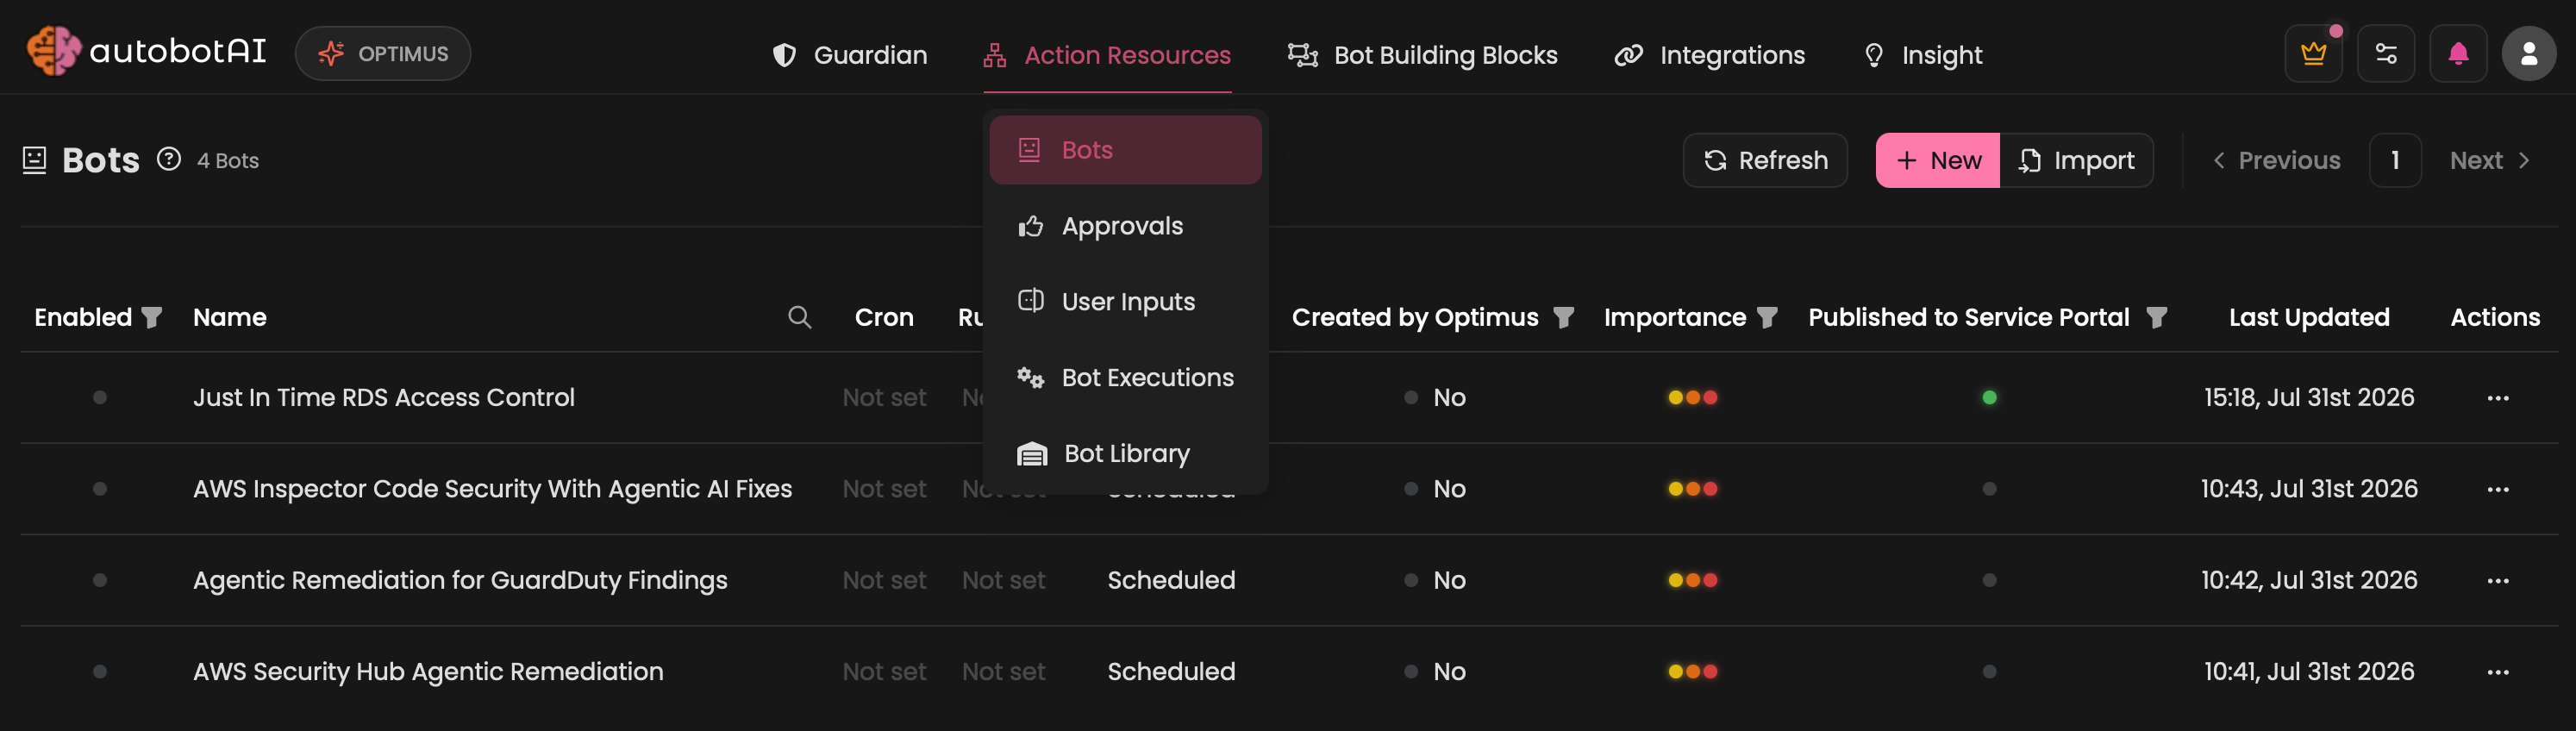 autobotAI OPTIMUS Guardian Action Resources Bot Building Blocks Integrations Insight
Bots 4 Bots Refresh + New Import Previous 1 Next
Bots
Approvals
User Inputs
Bot Executions
Bot Library
Enabled Name Cron Created by Optimus Importance Published to Service Portal Last Updated Actions
Just In Time RDS Access Control Not set No 15:18, Jul 31st 2026 ...
AWS Inspector Code Security With Agentic AI Fixes Not set Not set Scheduled No 10:43, Jul 31st 2026 ...
Agentic Remediation for GuardDuty Findings Not set Not set Scheduled No 10:42, Jul 31st 2026 ...
AWS Security Hub Agentic Remediation Not set Not set Scheduled No 10:41, Jul 31st 2026 ...